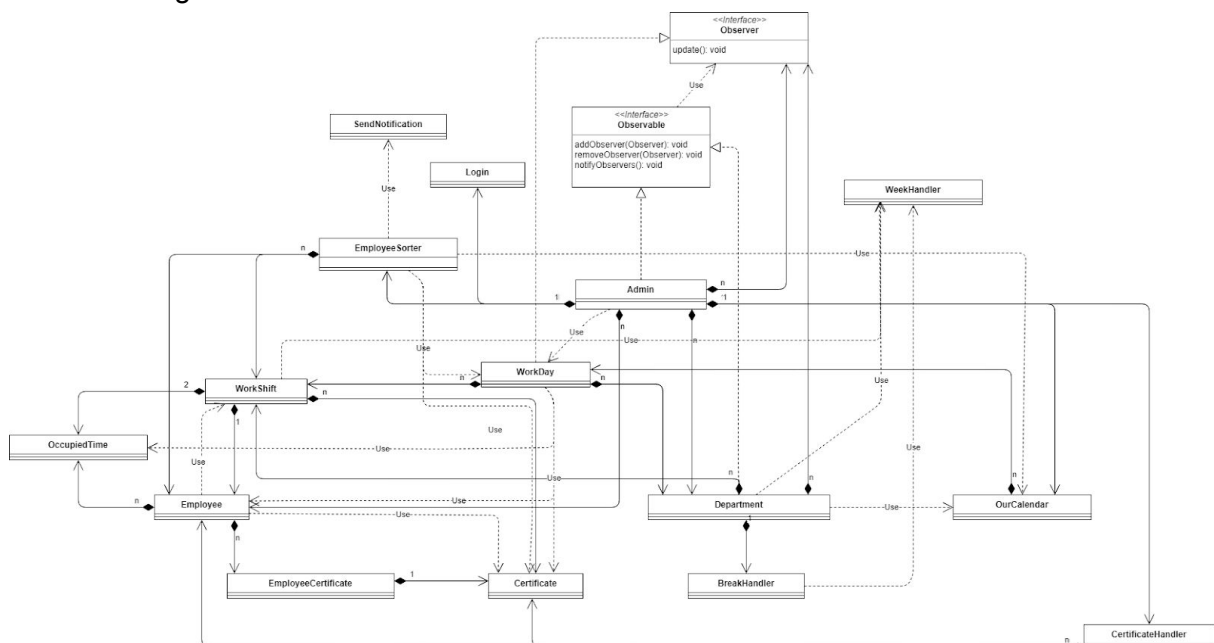 <<Interface>>
Observer
update(): void
Use
<<Interface>>
Observable
addObserver(Observer): void
removeObserver(Observer): void
notifyObservers(): void
SendNotification
Use
Login
WeekHandler
n
EmployeeSorter
Use
Admin
n
1
1
Use
n
n
Use
Use
WorkDay
n
n
Use
WorkShift
2
n
1
Use
Use
OccupiedTime
Use
Use
n
n
n
n
Employee
Use
Department
Use
OurCalendar
Use
n
1
EmployeeCertificate
1
Certificate
BreakHandler
n
CertificateHandler